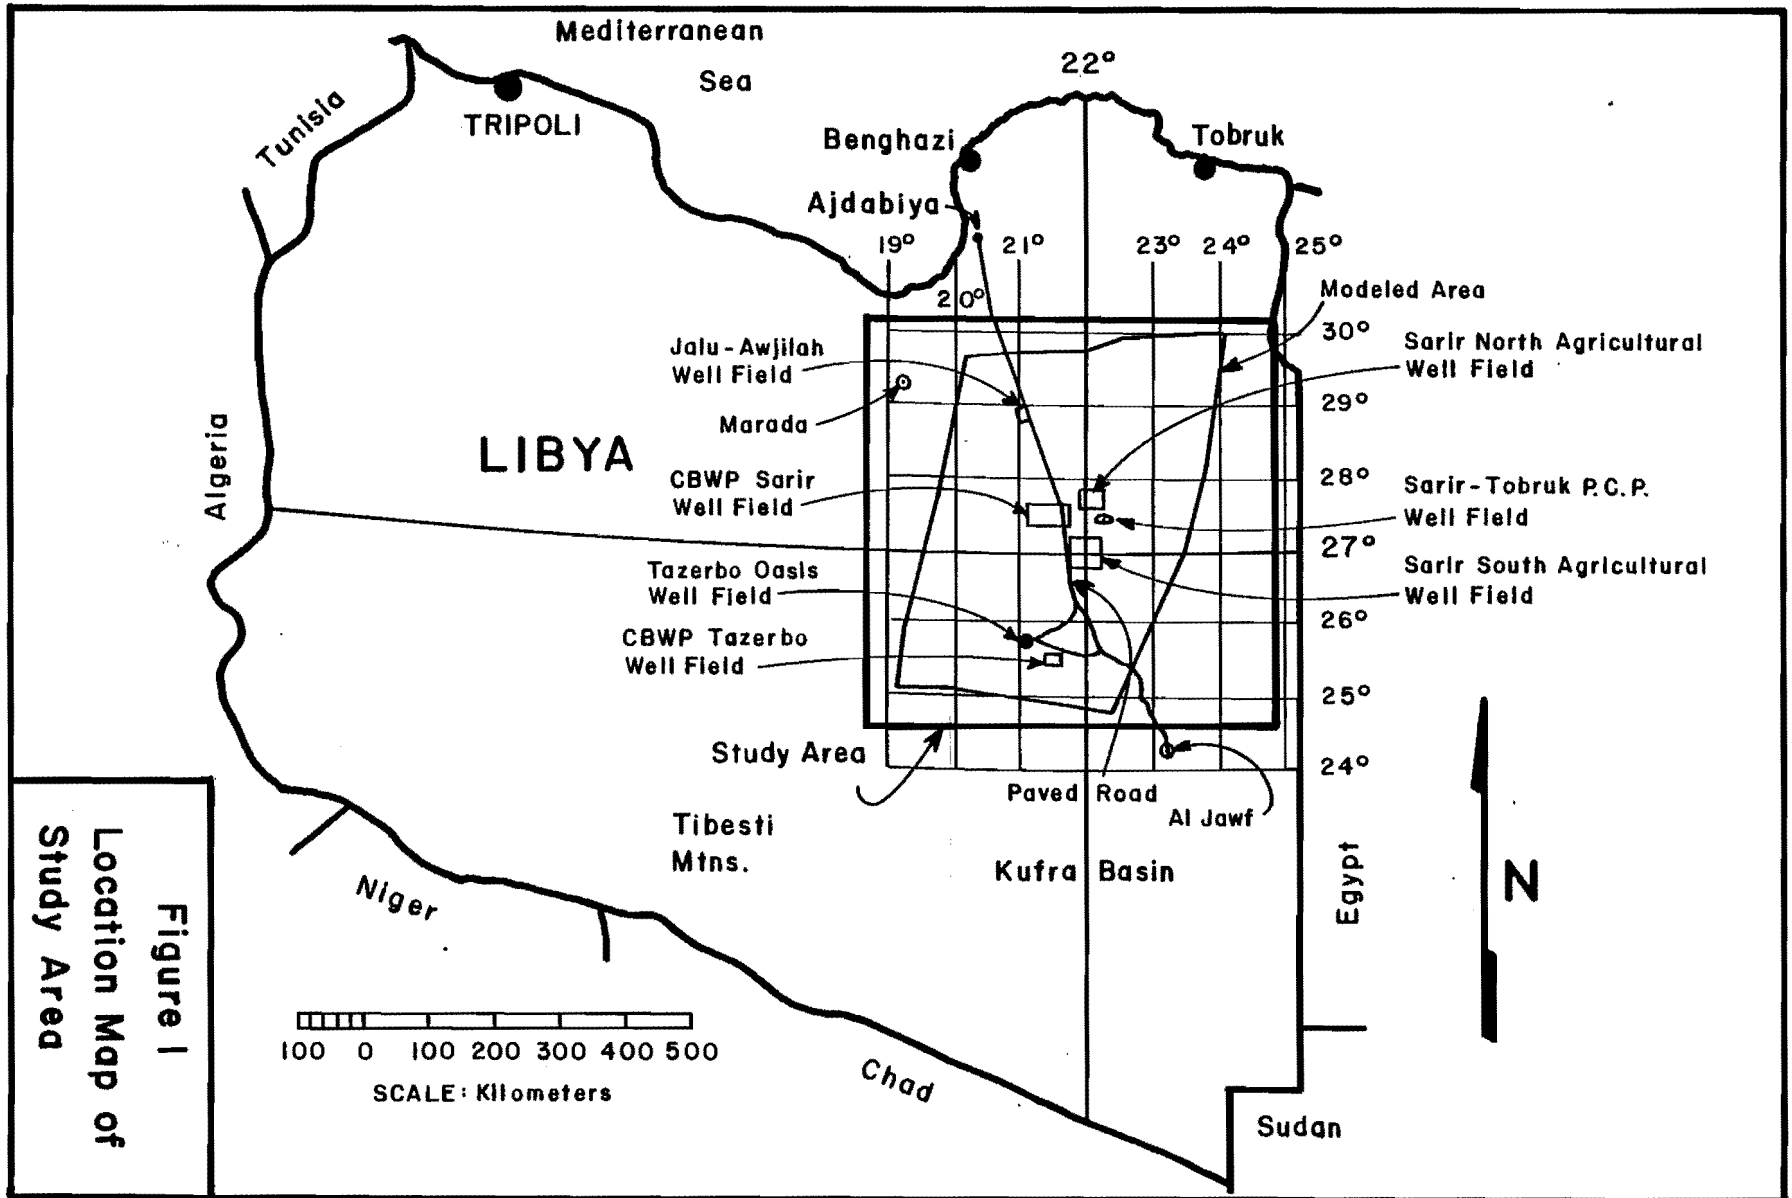 Mediterranean
Sea
22°
Tunisia
TRIPOLI
Benghazi
Tobruk
Ajdabiya
19°
20°
21°
23°
24°
25°
Modeled Area
30°
Jalu-Awjilah
Well Field
Sarir North Agricultural
Well Field
29°
Marada
LIBYA
Algeria
28°
CBWP Sarir
Well Field
Sarir-Tobruk P.C.P.
Well Field
27°
Tazerbo Oasis
Well Field
Sarir South Agricultural
Well Field
26°
CBWP Tazerbo
Well Field
25°
Study Area
24°
Paved Road
Al Jawf
Tibesti
Mtns.
Kufra Basin
Egypt
N
Niger
Chad
Sudan
100 0 100 200 300 400 500
SCALE: Kilometers
Figure 1
Location Map of
Study Area